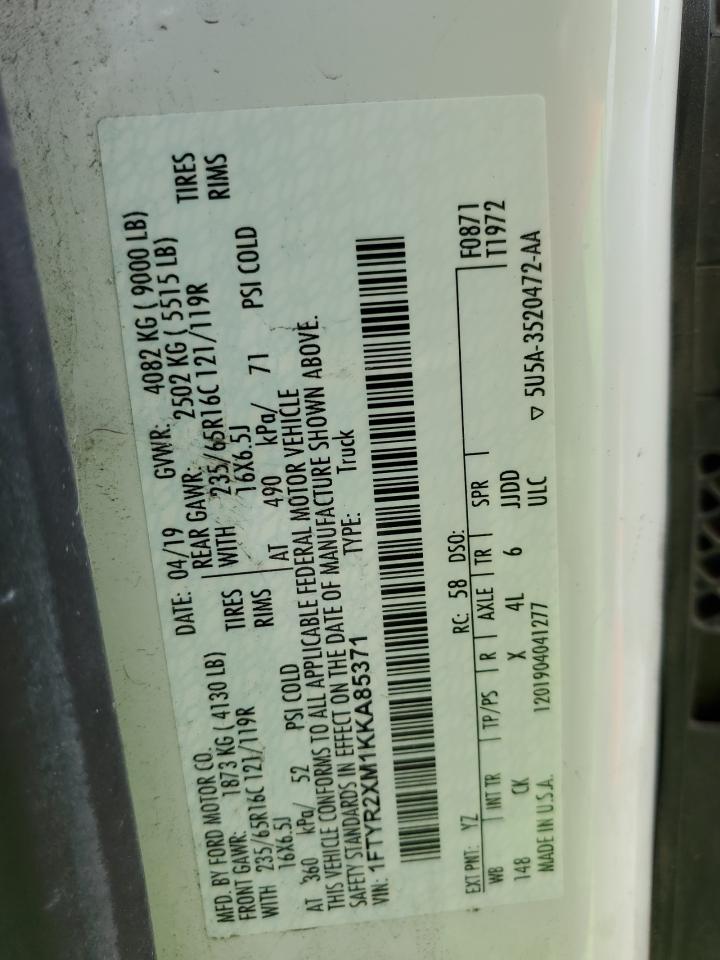 MFD. BY FORD MOTOR CO. DATE: 04/19 GVWR: 4082 KG ( 9000 LB)
FRONT GAWR: 1873 KG ( 4130 LB) REAR GAWR: 2502 KG ( 5515 LB)
WITH 235/65R16C 121/119R TIRES WITH 235/65R16C 121/119R TIRES
16X6.5J RIMS 16X6.5J RIMS
AT 360 kPa/ 52 PSI COLD AT 490 kPa/ 71 PSI COLD
THIS VEHICLE CONFORMS TO ALL APPLICABLE FEDERAL MOTOR VEHICLE
SAFETY STANDARDS IN EFFECT ON THE DATE OF MANUFACTURE SHOWN ABOVE.
VIN: 1FTYR2XM1KKA85371 TYPE: Truck
EXT PNT: YZ RC: 58 DSO: F0871
WB INT TR TP/PS R AXLE TR SPR T1972
148 CK X 4L 6 JJDD
MADE IN U.S.A. 1201904041277 ULC ▽ 5U5A-3520472-AA